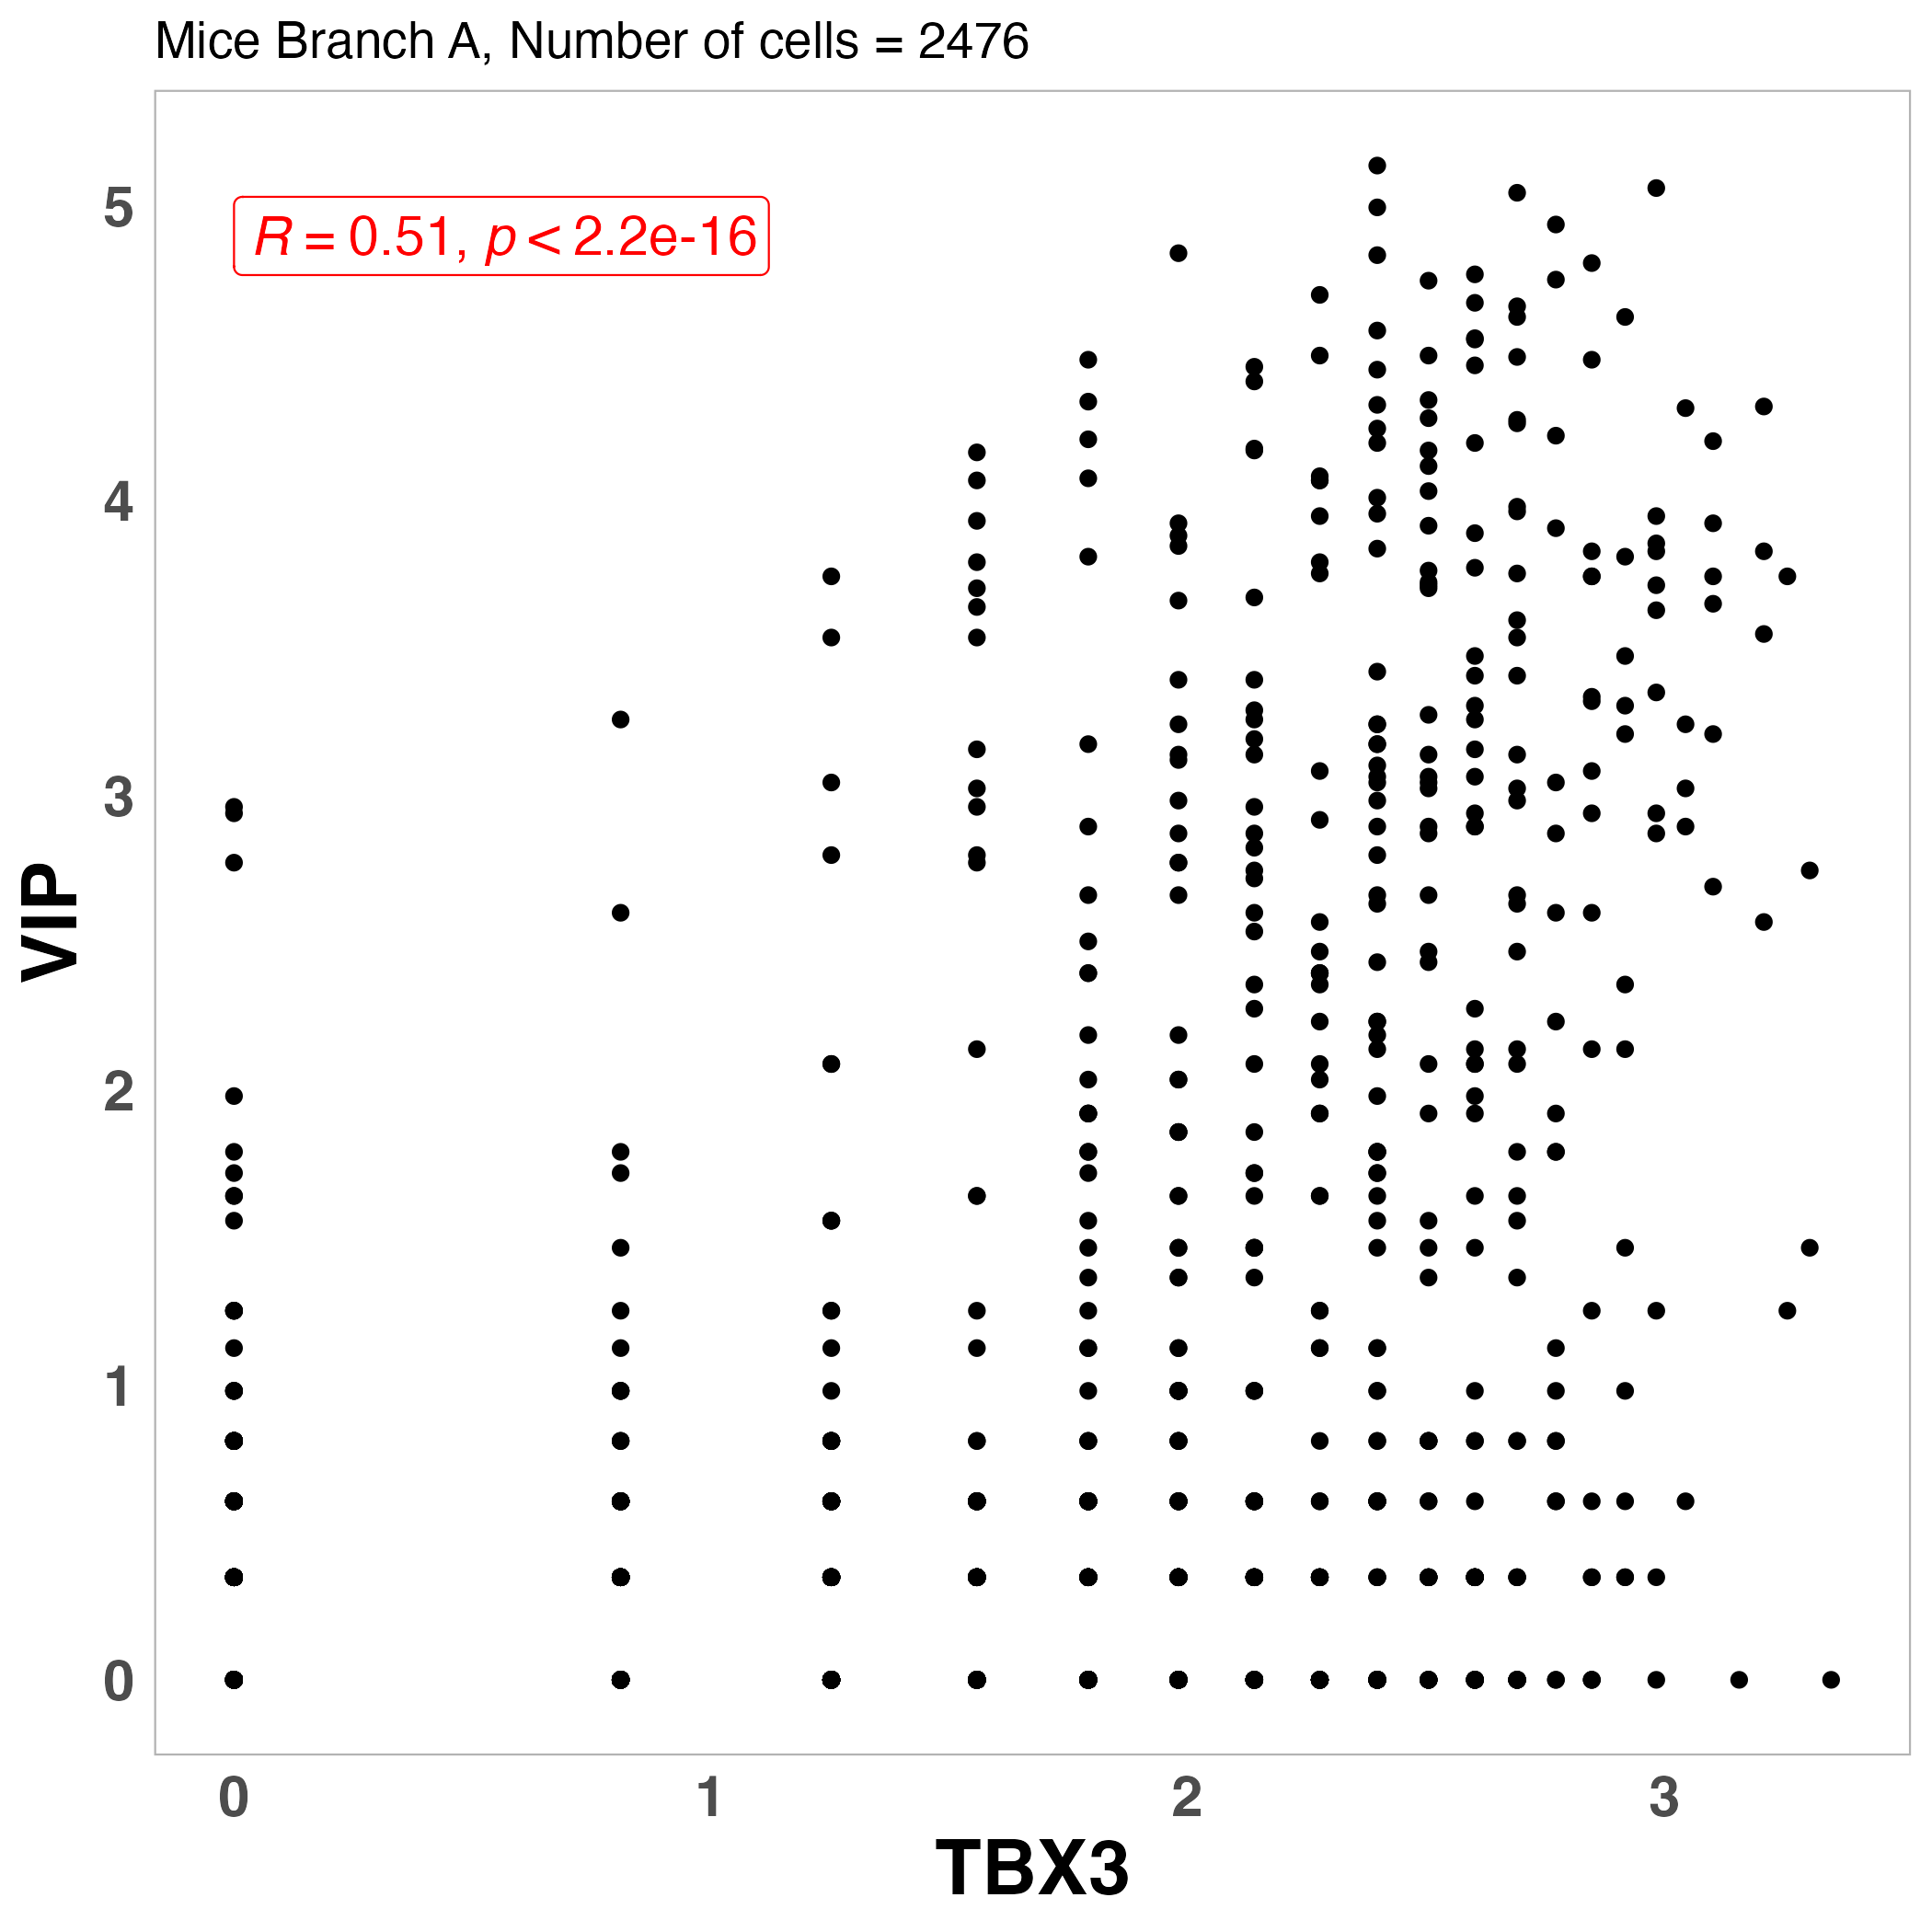 Mice Branch A, Number of cells = 2476
R = 0.51, p < 2.2e-16
5
4
3
2
1
0
VIP
0 1 2 3
TBX3